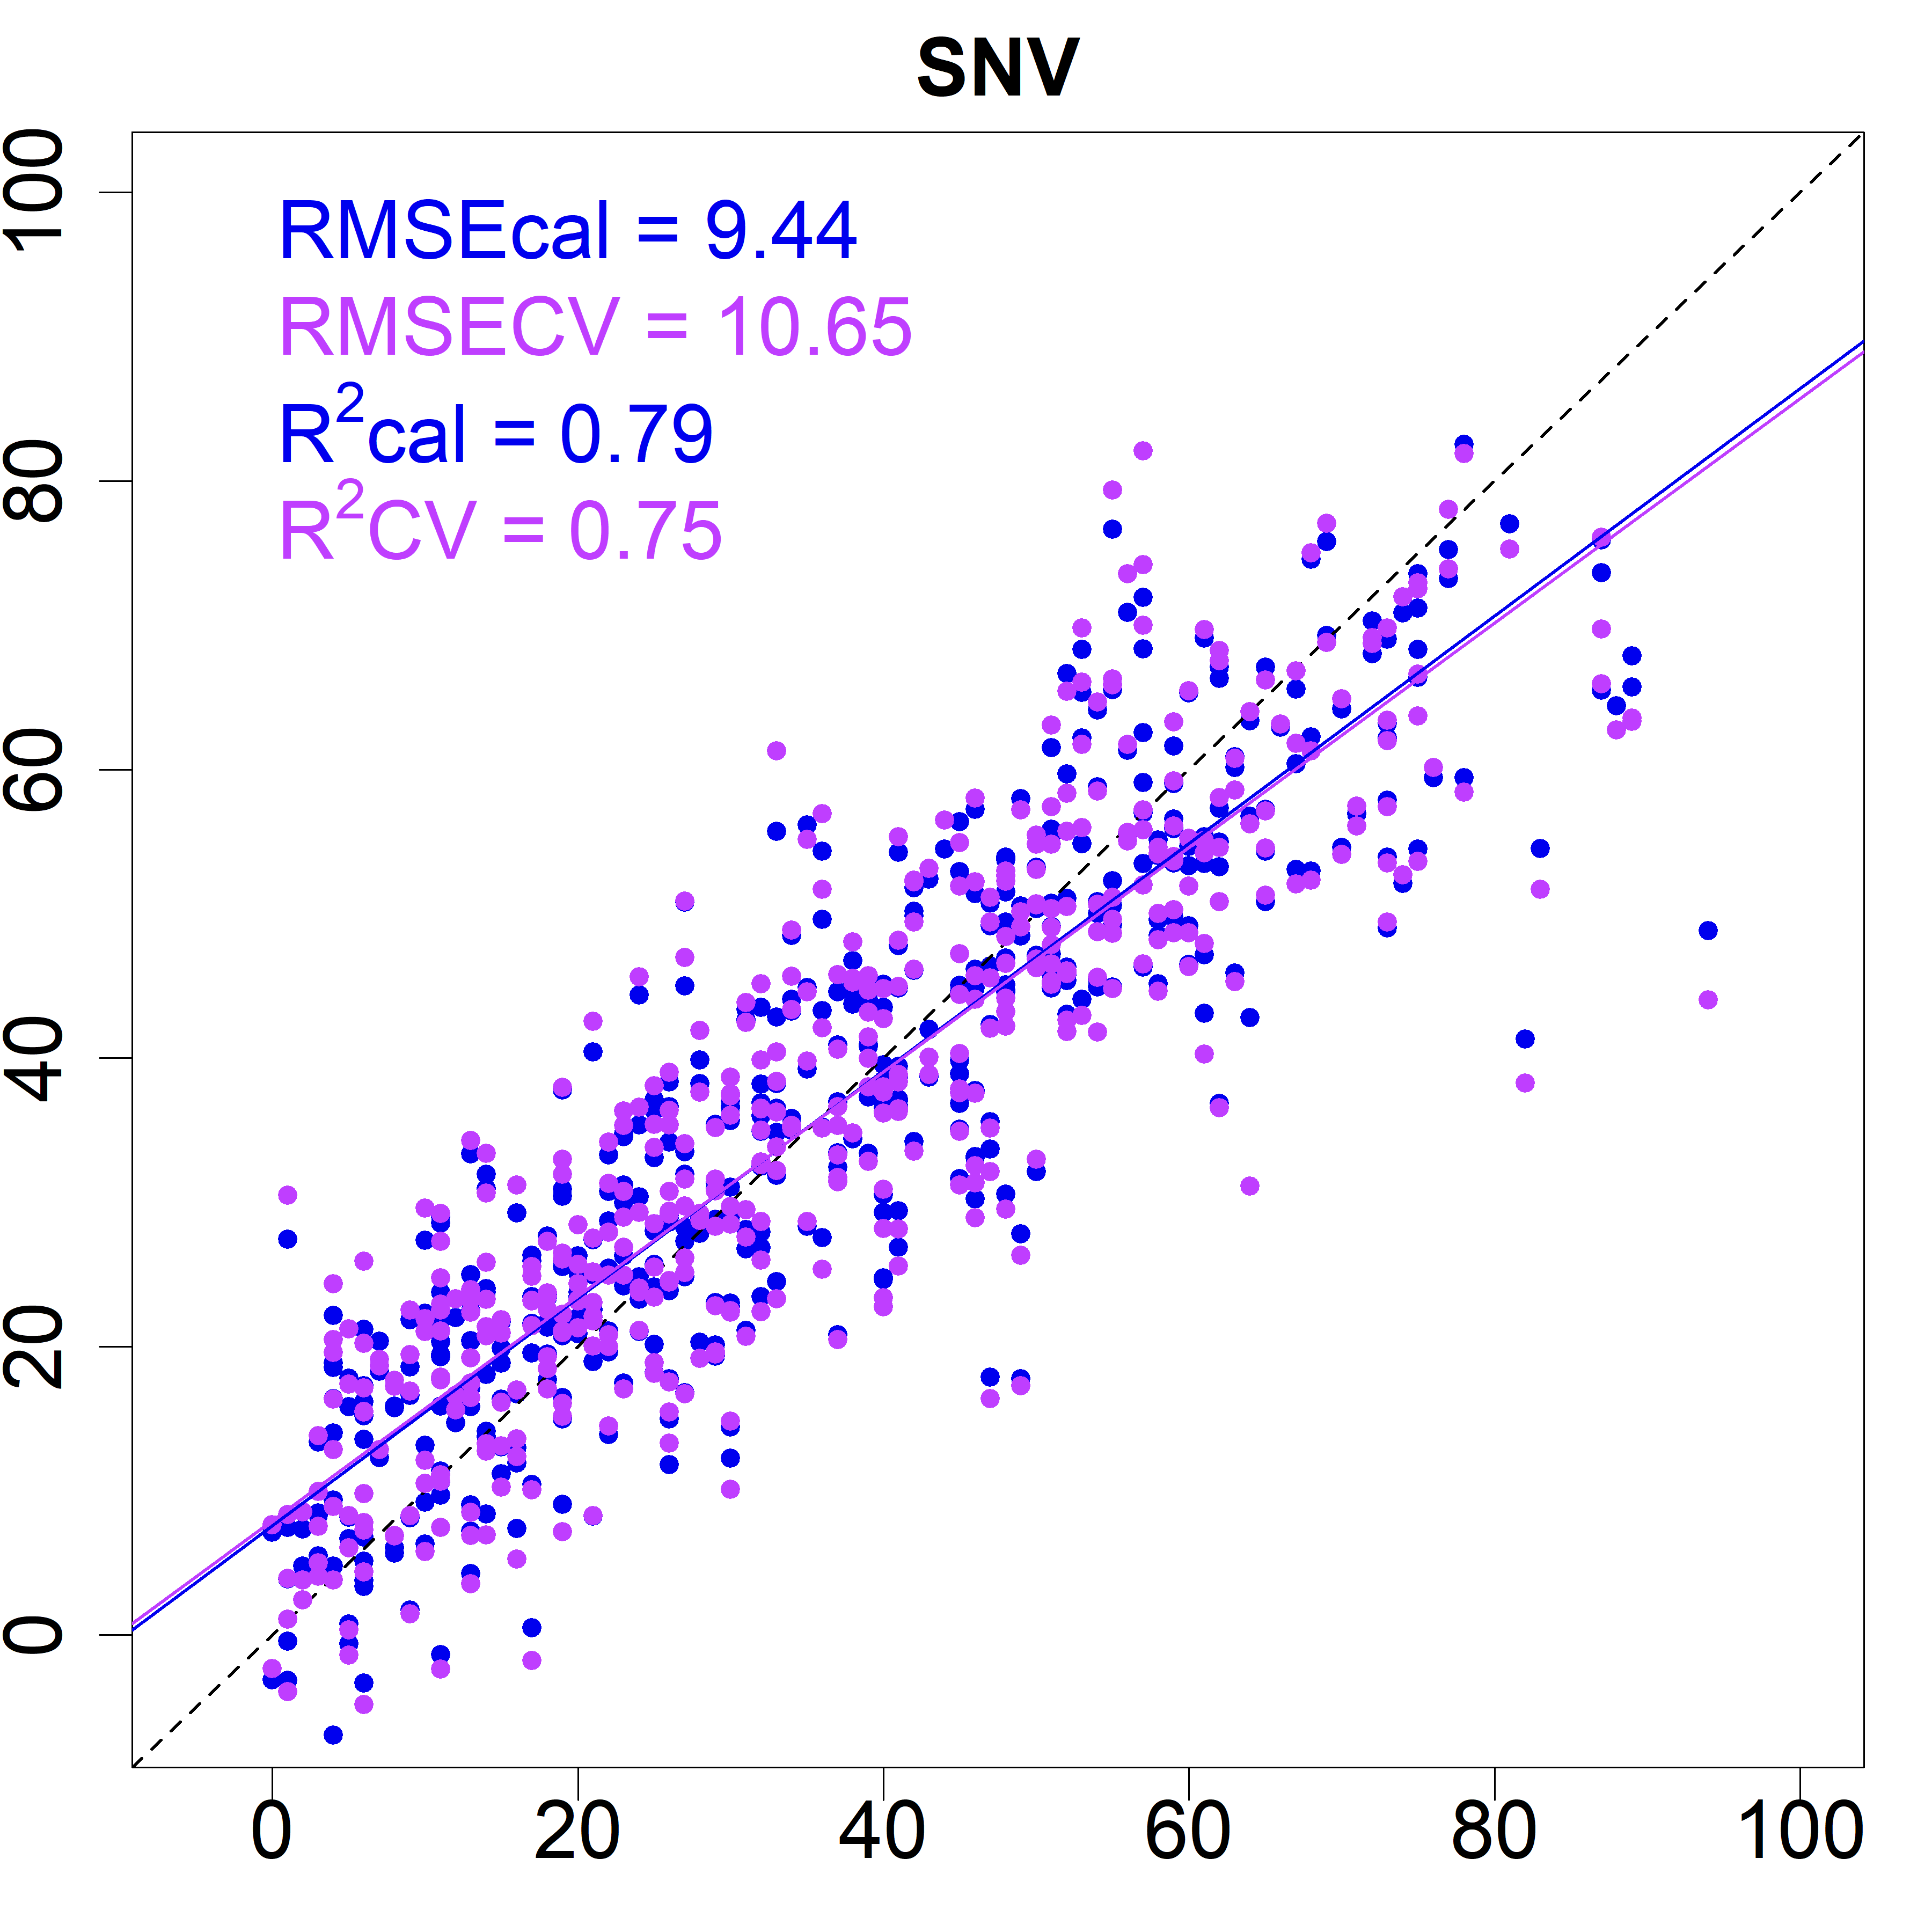 SNV
RMSEcal = 9.44
RMSECV = 10.65
R²cal = 0.79
R²CV = 0.75
100
80
60
40
20
0
0 20 40 60 80 100